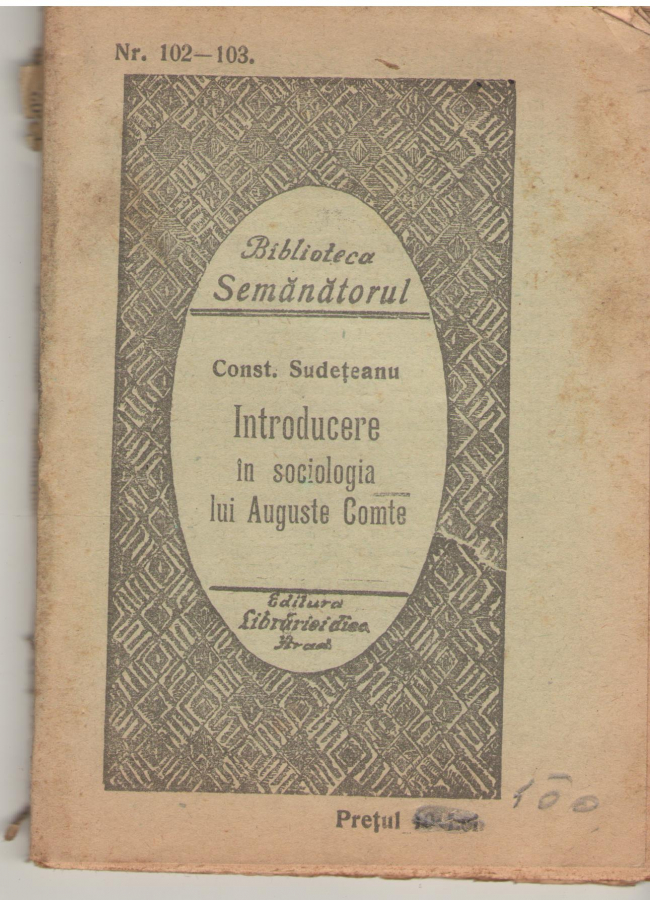 Nr. 102—103.
Biblioteca
Semănătorul
Const. Sudețeanu
Introducere
în sociologia
lui Auguste Comte
Editura
Librăriei diec.
Arad
Prețul
100